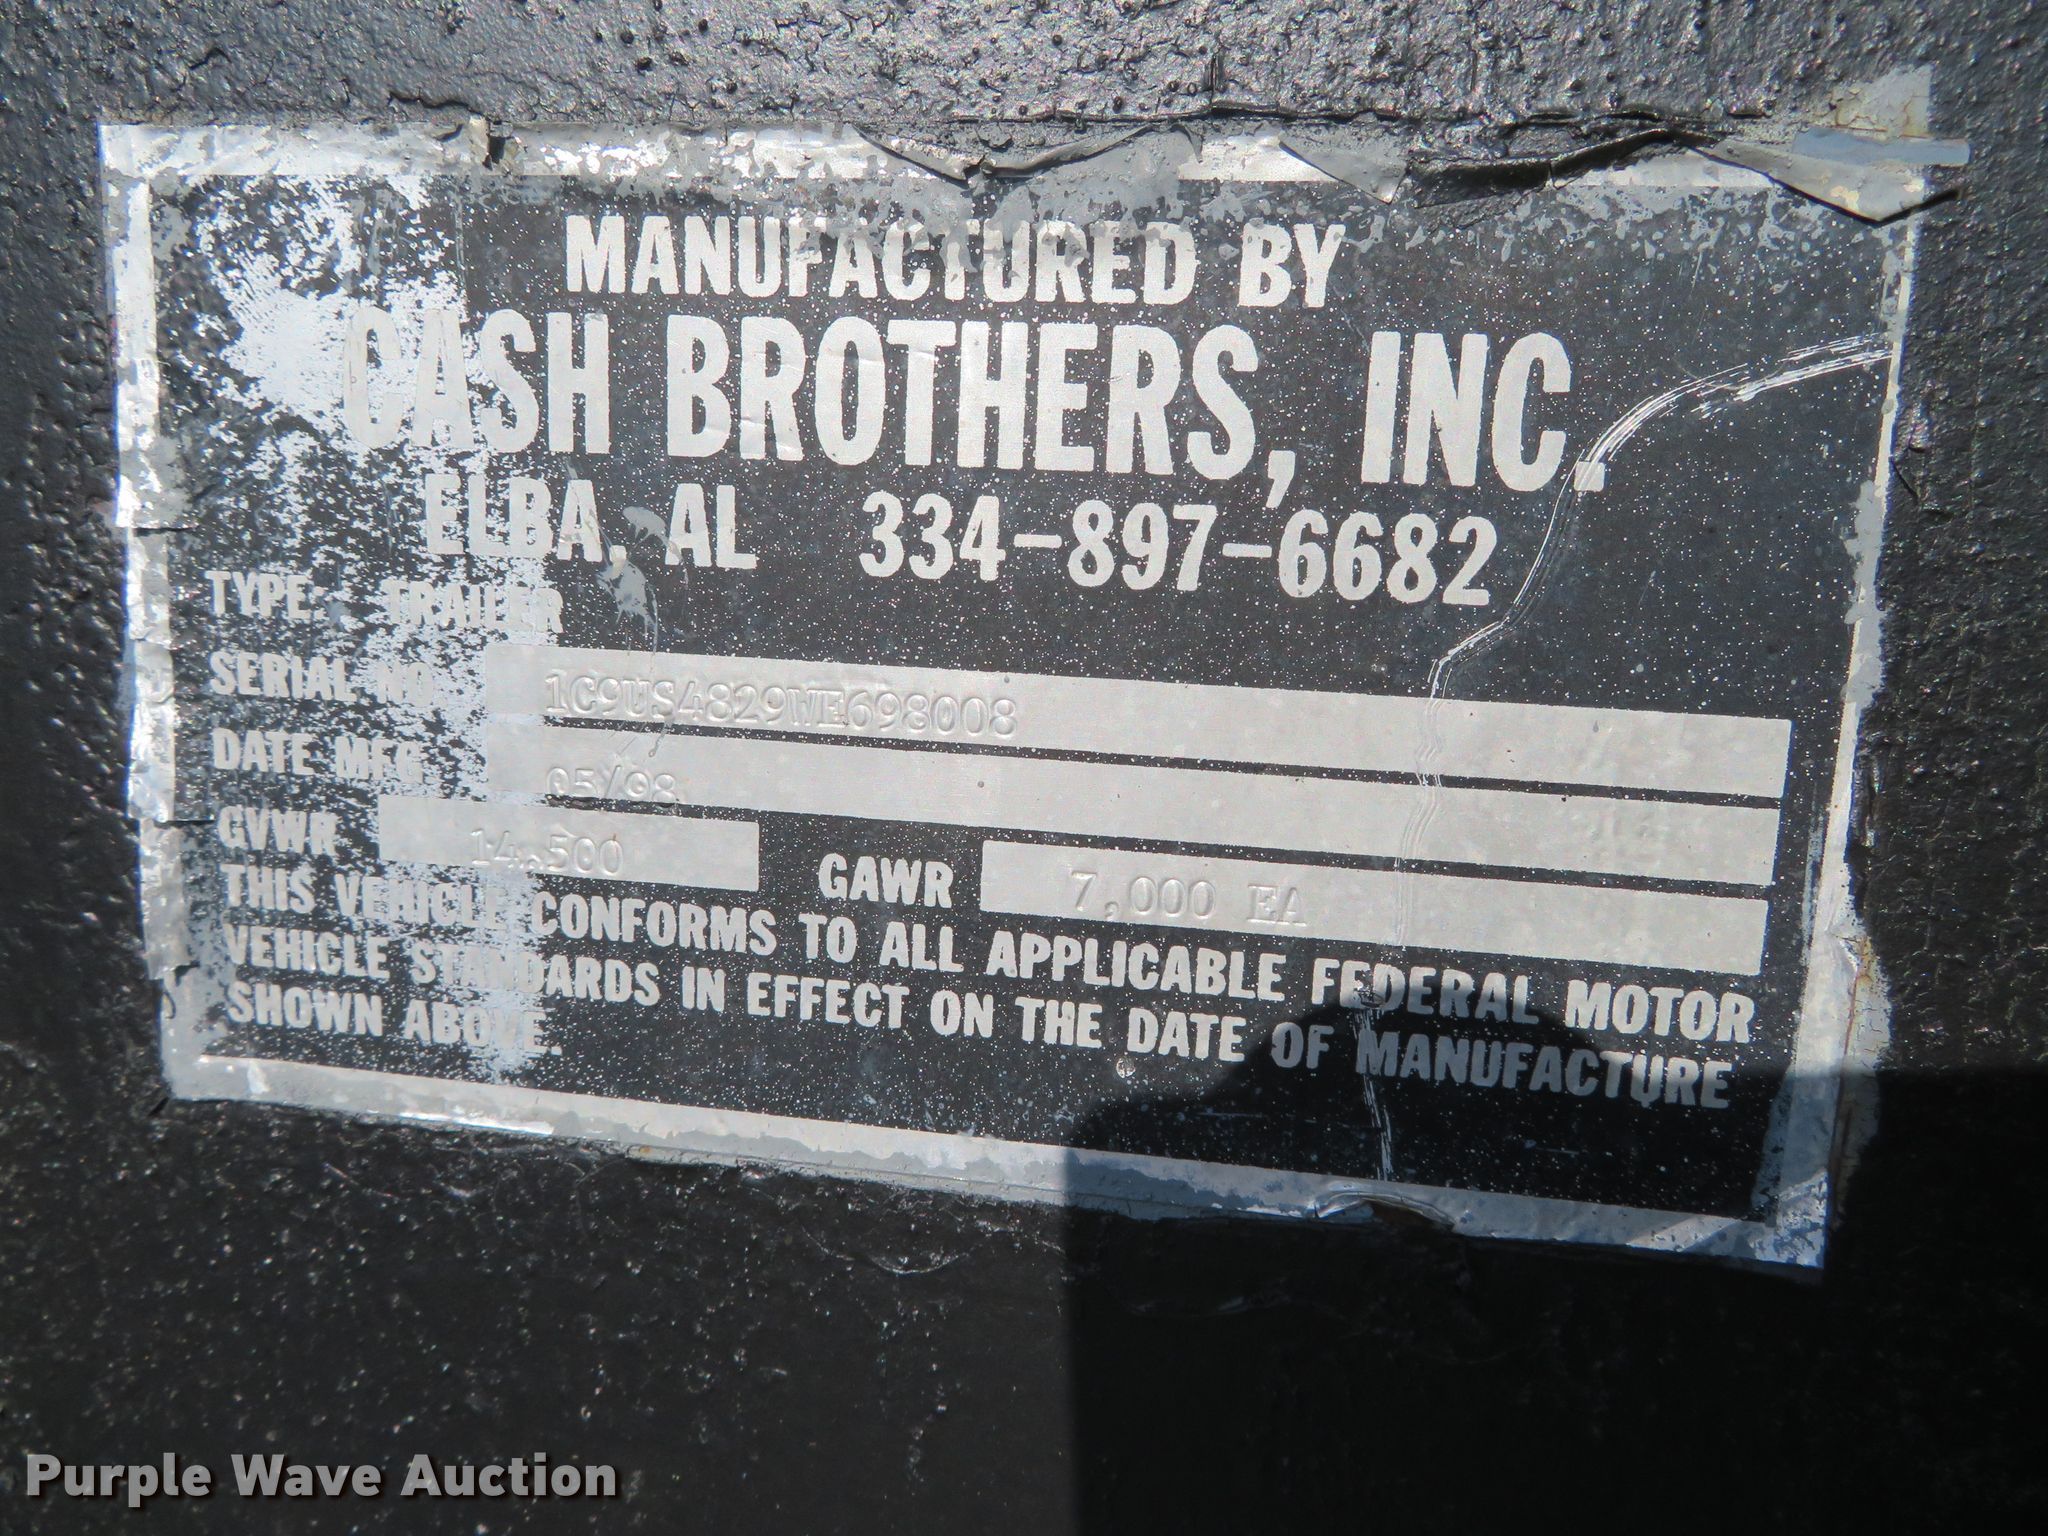 MANUFACTURED BY
CASH BROTHERS, INC.
ELBA, AL 334-897-6682
TYPE: TRAILER
SERIAL NO. 1C9US4829WE698008
DATE MFG. 05/98
GVWR 14,500 GAWR 7,000 EA
THIS VEHICLE CONFORMS TO ALL APPLICABLE FEDERAL MOTOR
VEHICLE STANDARDS IN EFFECT ON THE DATE OF MANUFACTURE
SHOWN ABOVE.
Purple Wave Auction